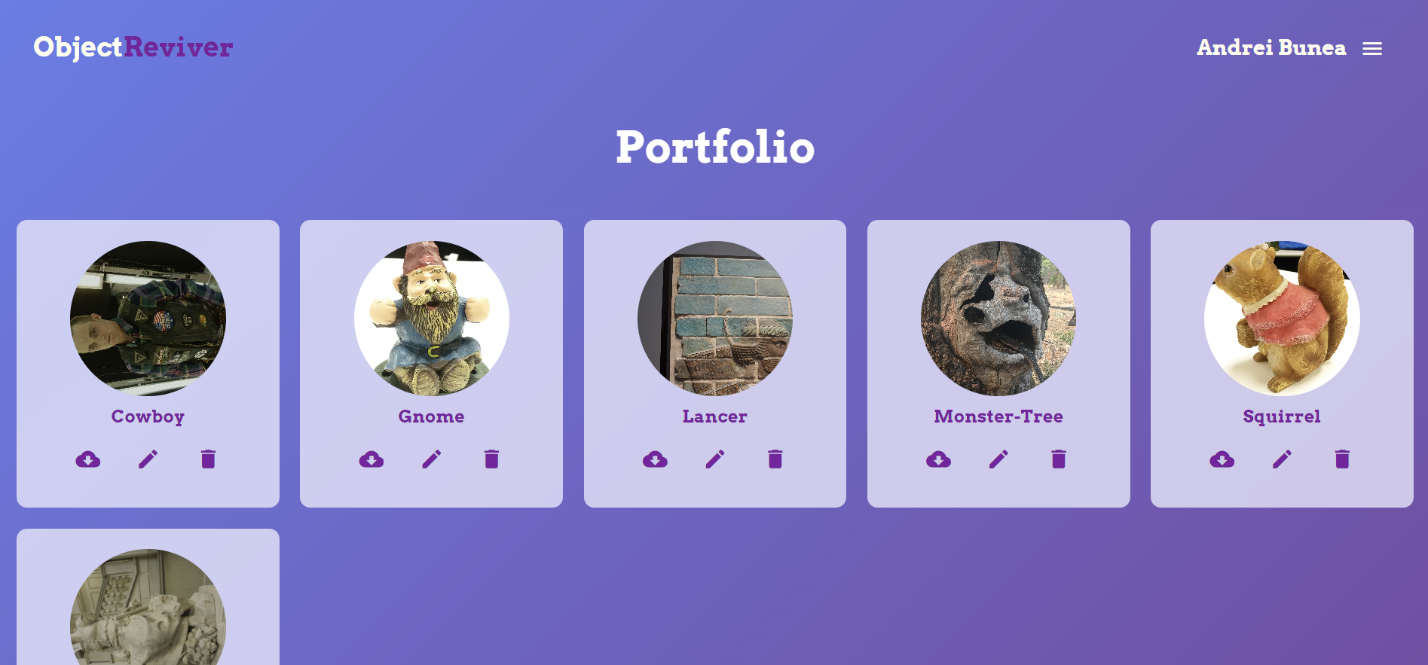 ObjectReviver
Andrei Bunea
Portfolio
Cowboy
Gnome
Lancer
Monster-Tree
Squirrel